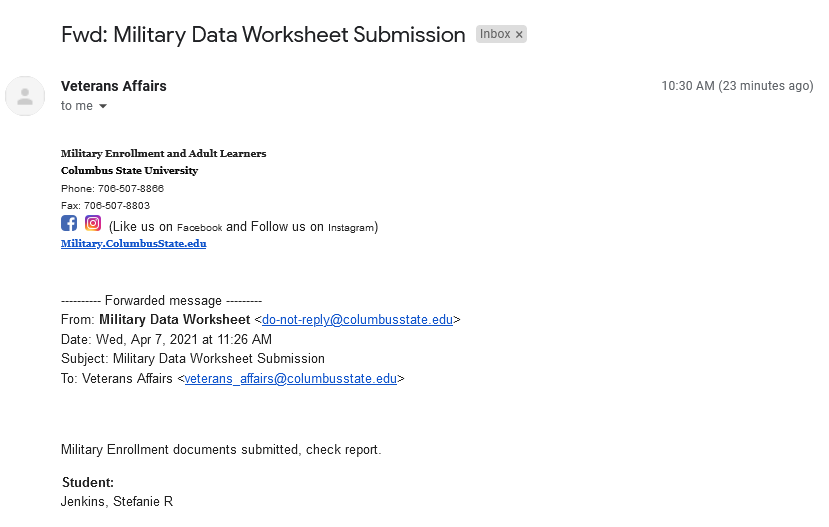 Fwd: Military Data Worksheet Submission Inbox x
Veterans Affairs 10:30 AM (23 minutes ago)
to me
Military Enrollment and Adult Learners
Columbus State University
Phone: 706-507-8866
Fax: 706-507-8803
(Like us on Facebook and Follow us on Instagram)
Military.ColumbusState.edu
---------- Forwarded message ---------
From: Military Data Worksheet <do-not-reply@columbusstate.edu>
Date: Wed, Apr 7, 2021 at 11:26 AM
Subject: Military Data Worksheet Submission
To: Veterans Affairs <veterans_affairs@columbusstate.edu>
Military Enrollment documents submitted, check report.
Student:
Jenkins, Stefanie R